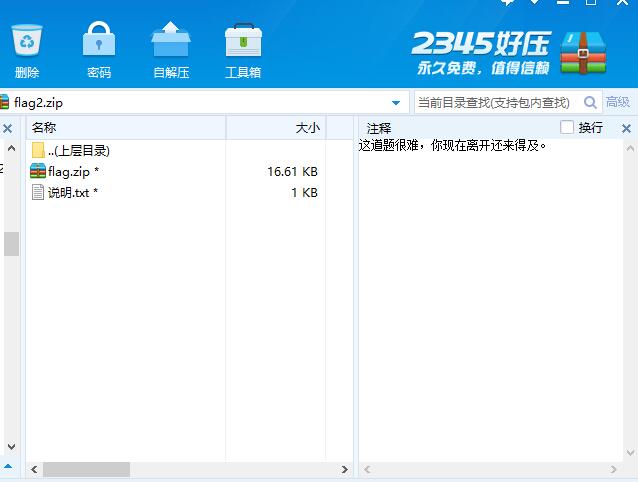 2345好压
永久免费，值得信赖
删除
密码
自解压
工具箱
flag2.zip
当前目录查找(支持包内查找)
高级
名称
大小
注释
换行
..(上层目录)
这道题很难，你现在离开还来得及。
flag.zip *
16.61 KB
说明.txt *
1 KB